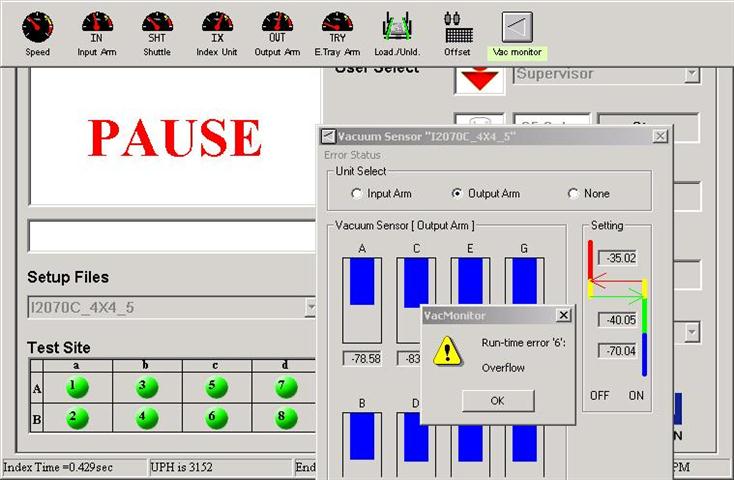 IN SHT IX OUT TRY
Speed Input Arm Shuttle Index Unit Output Arm E.Tray Arm Load./Unld. Offset Vac monitor
User Select
Supervisor
PAUSE
Vacuum Sensor "I2070C_4X4_5"
Error Status
Unit Select
Input Arm Output Arm None
Vacuum Sensor [ Output Arm ]
A C E G
-78.58 -83
B D
Setting
-35.02
-40.05
-70.04
OFF ON
VacMonitor
Run-time error '6':
Overflow
OK
Setup Files
I2070C_4X4_5
Test Site
a b c d
A 1 3 5 7
B 2 4 6 8
Index Time =0.429sec UPH is 3152 End PM